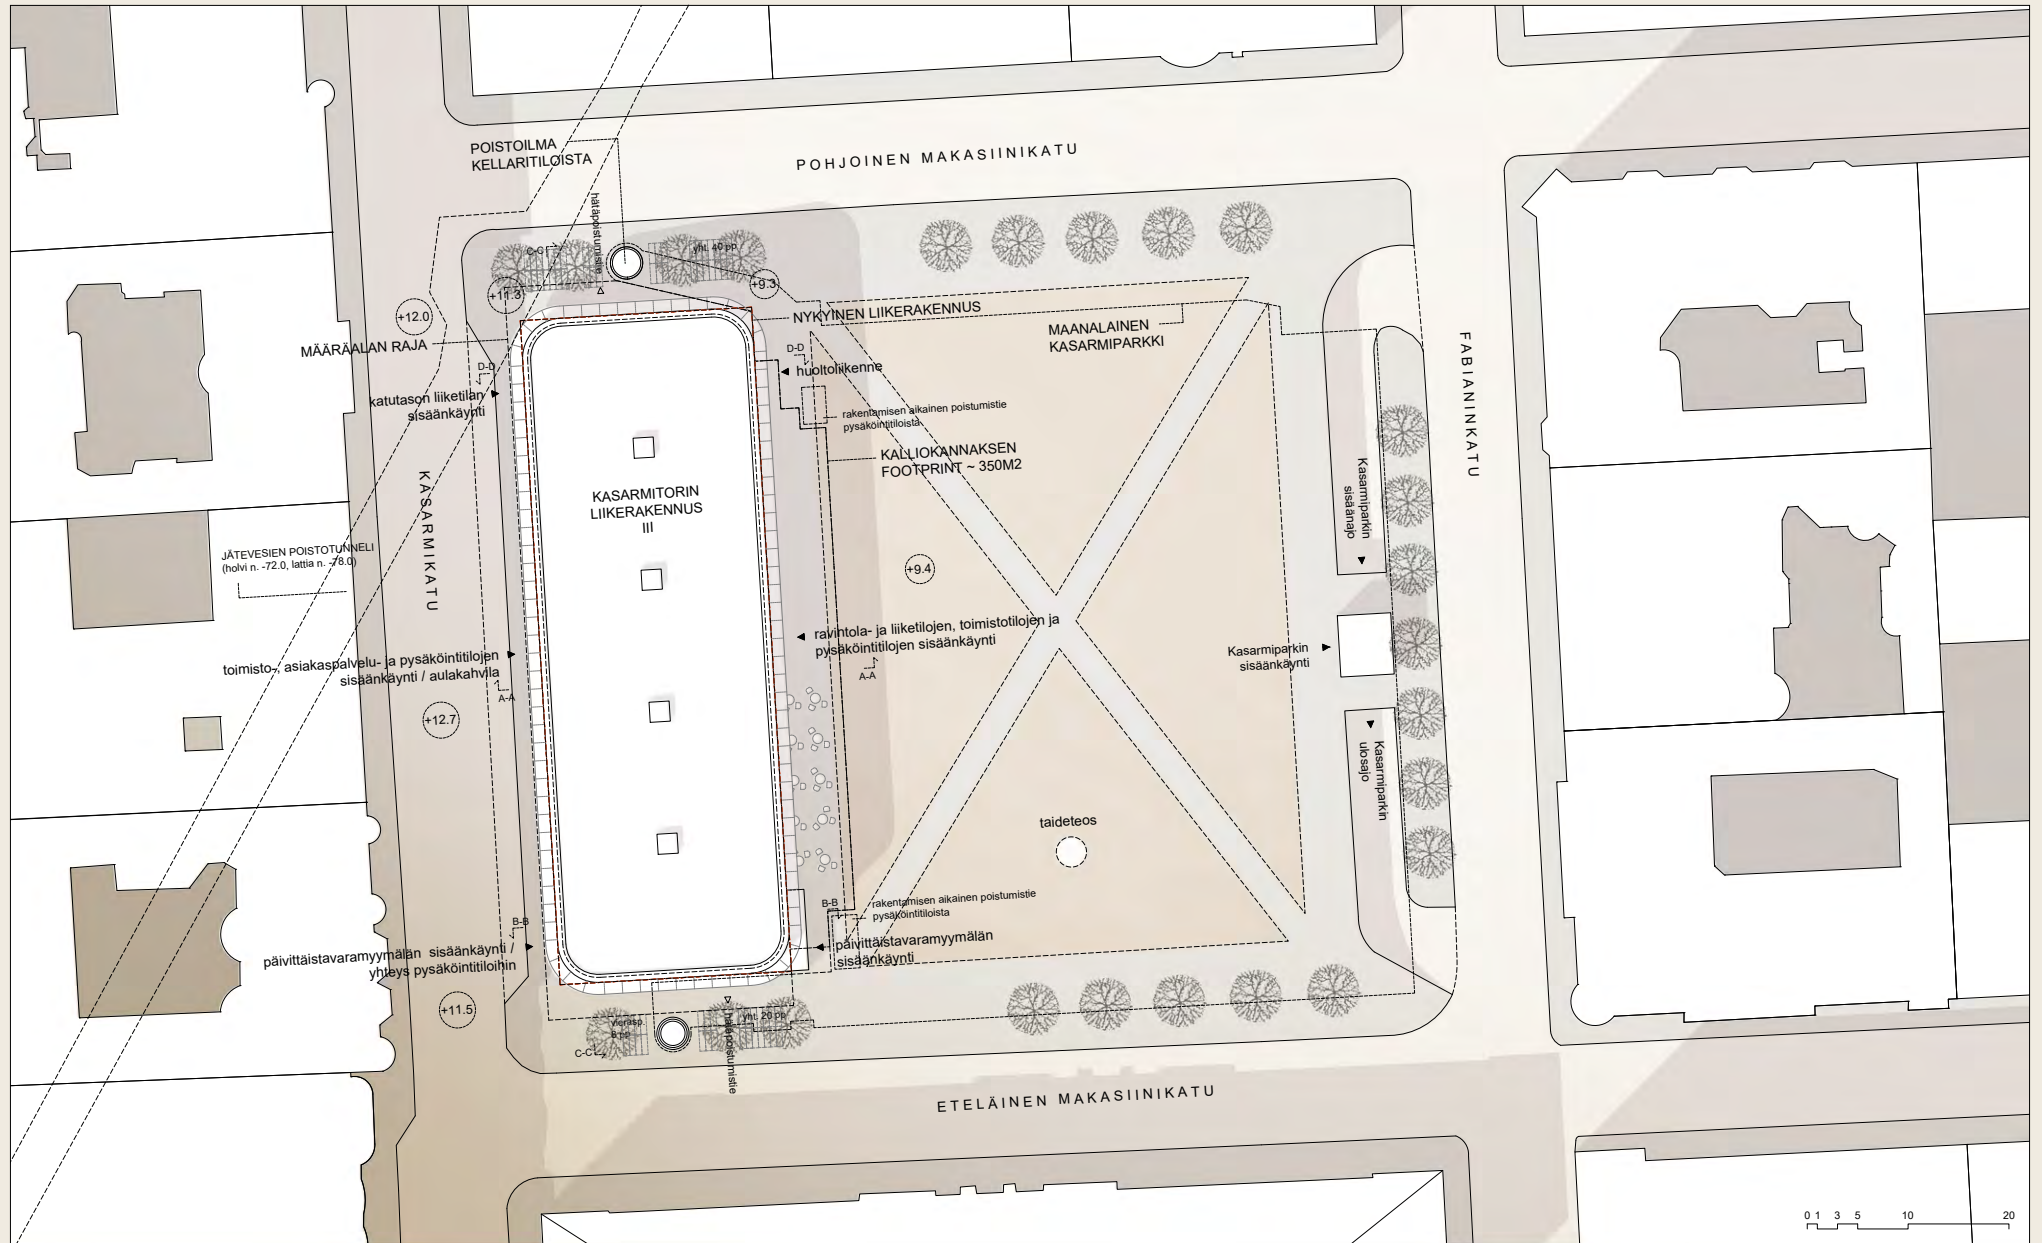 POISTOILMA
KELLARITILOISTA
POHJOINEN MAKASIINIKATU
hätäpoistumistie
C-C
yht. 40 pp
+9.3
+11.3
+12.0
NYKYINEN LIIKERAKENNUS
MAANALAINEN
KASARMIPARKKI
MÄÄRÄALAN RAJA
D-D
D-D
huoltoliikenne
katutason liiketilan
sisäänkäynti
rakentamisen aikainen poistumistie
pysäköintitiloista
KALLIOKANNAKSEN
FOOTPRINT ~ 350M2
FABIANINKATU
KASARMIKATU
KASARMITORIN
LIIKERAKENNUS
III
Kasarmiparkin
sisäänajo
JÄTEVESIEN POISTOTUNNELI
(holvi n. -72.0, lattia n. -78.0)
+9.4
ravintola- ja liiketilojen, toimistotilojen ja
pysäköintitilojen sisäänkäynti
A-A
Kasarmiparkin
sisäänkäynti
toimisto-, asiakaspalvelu- ja pysäköintitilojen
sisäänkäynti / aulakahvila
A-A
+12.7
Kasarmiparkin
ulosajo
taideteos
B-B
rakentamisen aikainen poistumistie
pysäköintitiloista
B-B
päivittäistavaramyymälän
sisäänkäynti
päivittäistavaramyymälän sisäänkäynti /
yhteys pysäköintitiloihin
+11.5
vierasp.
8 pp
yht. 20 pp
hätäpoistumistie
C-C
ETELÄINEN MAKASIINIKATU
0 1 3 5 10 20